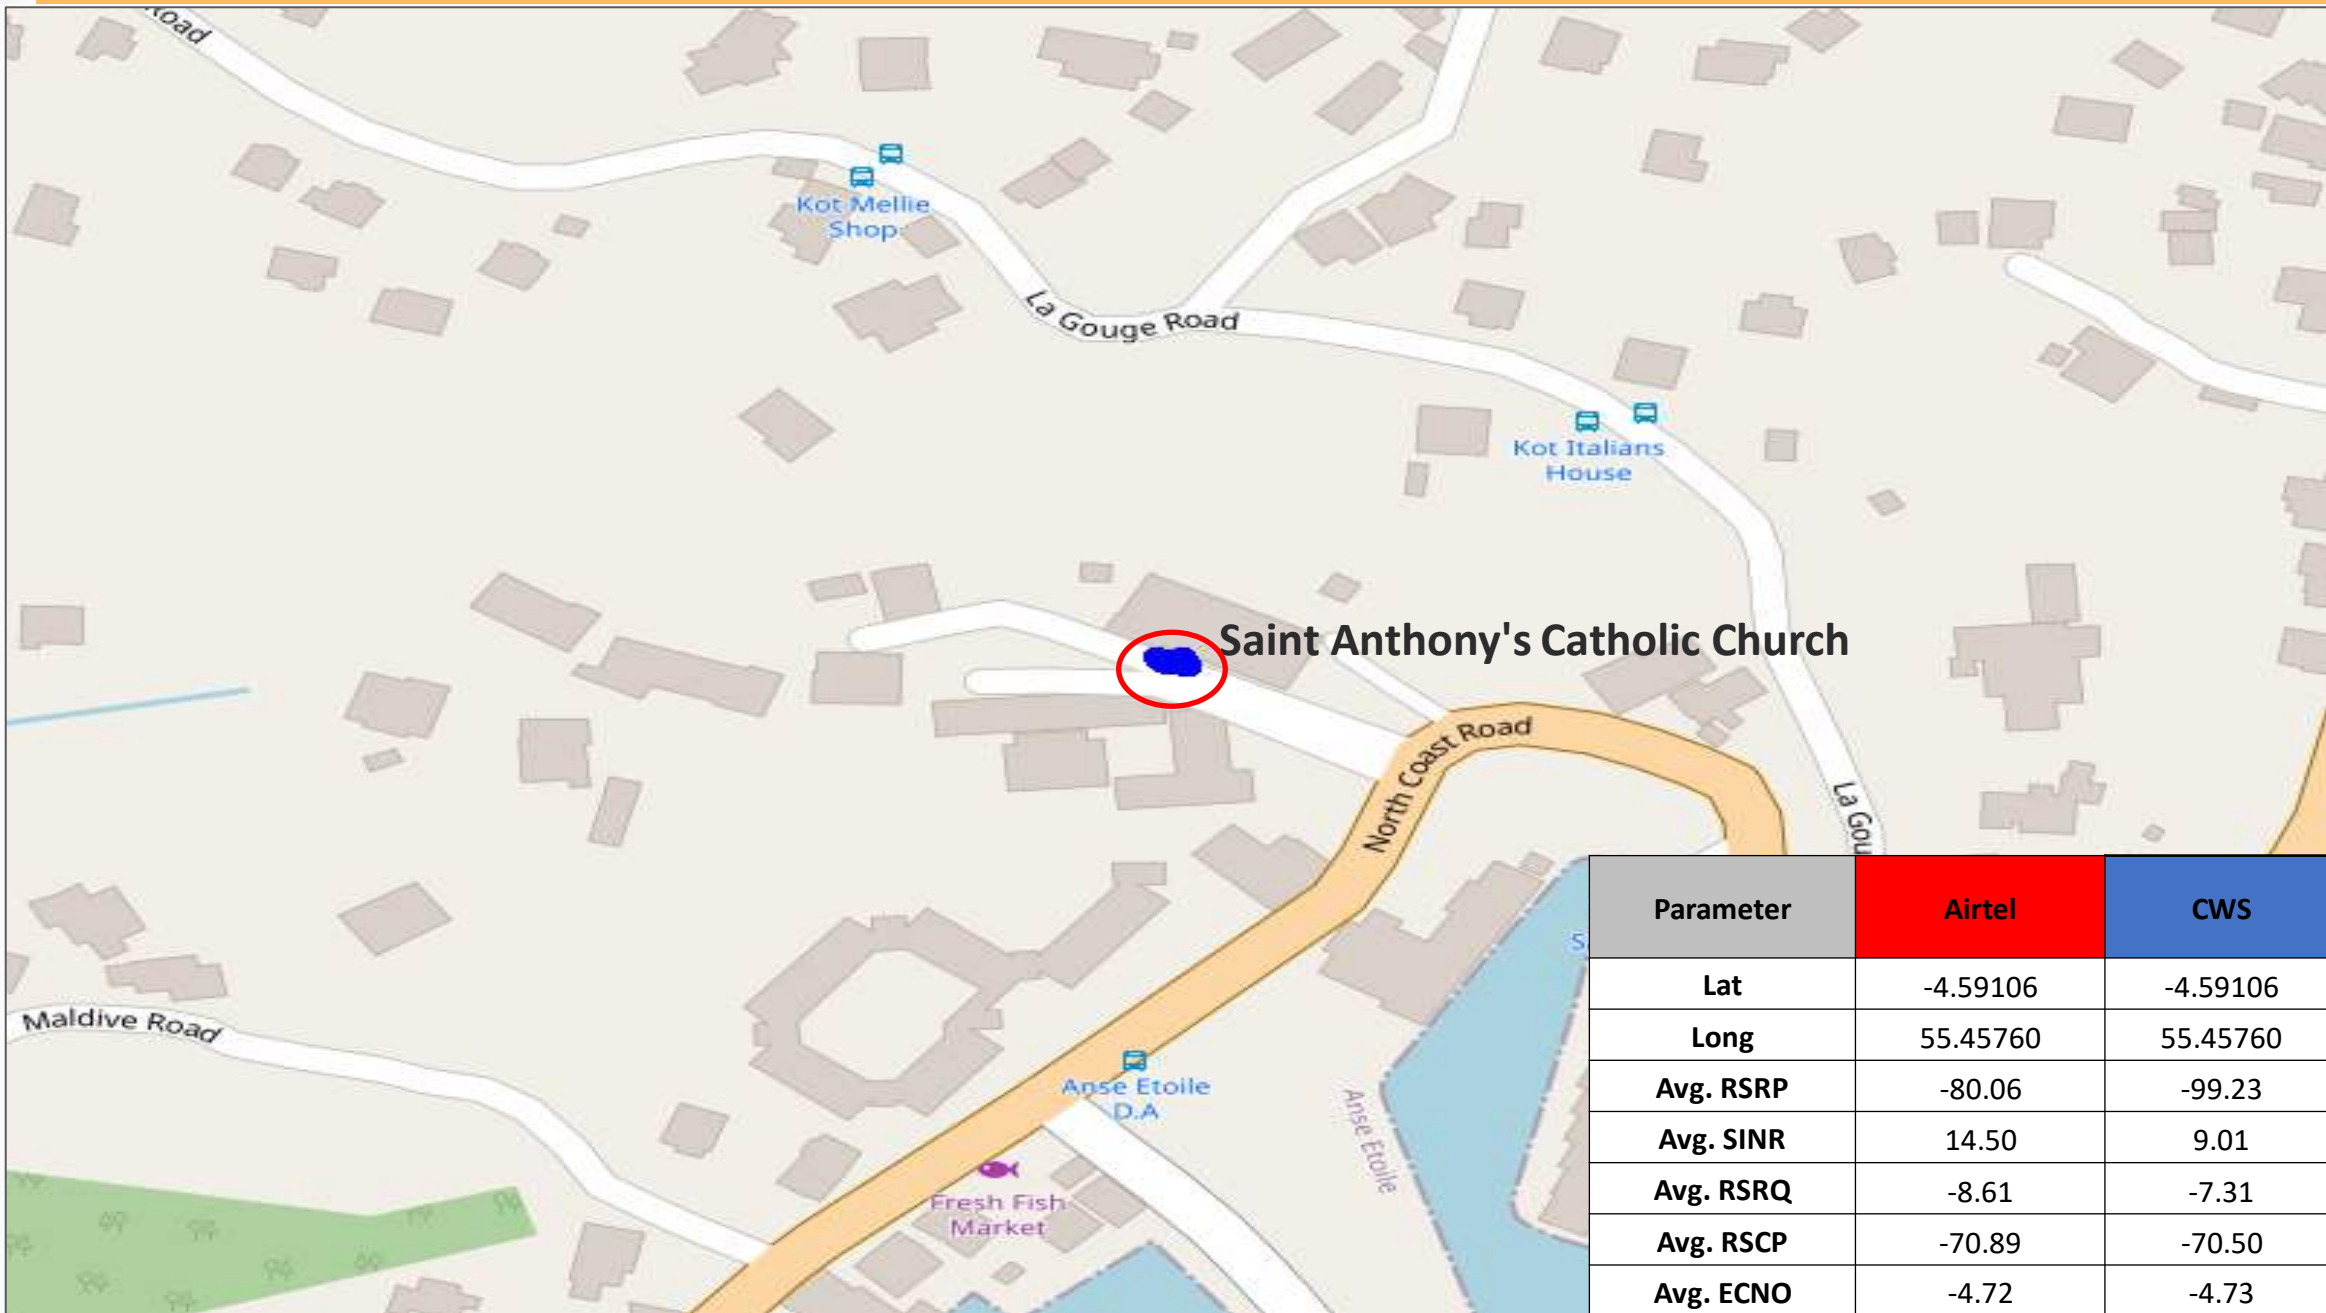 Road
Kot Mellie
Shop
La Gouge Road
Kot Italians
House
Saint Anthony's Catholic Church
North Coast Road
La Gou
Maldive Road
Anse Etoile
D.A
Anse Etoile
Fresh Fish
Market
Parameter Airtel CWS
Lat -4.59106 -4.59106
Long 55.45760 55.45760
Avg. RSRP -80.06 -99.23
Avg. SINR 14.50 9.01
Avg. RSRQ -8.61 -7.31
Avg. RSCP -70.89 -70.50
Avg. ECNO -4.72 -4.73